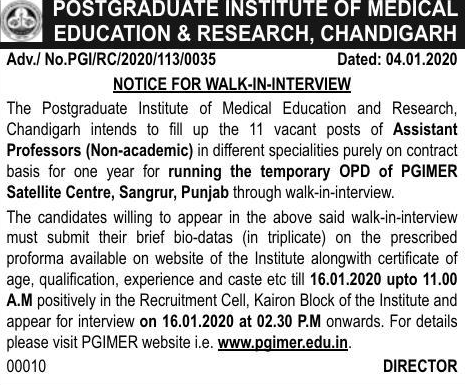 POSTGRADUATE INSTITUTE OF MEDICAL
EDUCATION & RESEARCH, CHANDIGARH
Adv./ No.PGI/RC/2020/113/0035 Dated: 04.01.2020
NOTICE FOR WALK-IN-INTERVIEW
The Postgraduate Institute of Medical Education and Research,
Chandigarh intends to fill up the 11 vacant posts of Assistant
Professors (Non-academic) in different specialities purely on contract
basis for one year for running the temporary OPD of PGIMER
Satellite Centre, Sangrur, Punjab through walk-in-interview.
The candidates willing to appear in the above said walk-in-interview
must submit their brief bio-datas (in triplicate) on the prescribed
proforma available on website of the Institute alongwith certificate of
age, qualification, experience and caste etc till 16.01.2020 upto 11.00
A.M positively in the Recruitment Cell, Kairon Block of the Institute and
appear for interview on 16.01.2020 at 02.30 P.M onwards. For details
please visit PGIMER website i.e. www.pgimer.edu.in.
00010 DIRECTOR